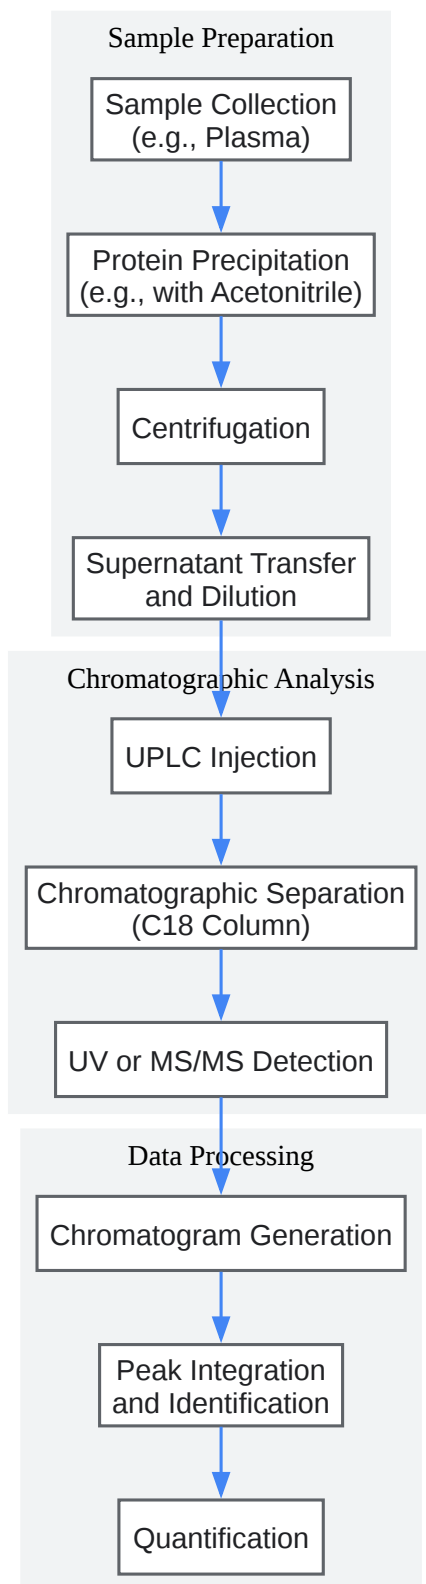 Sample Preparation
Sample Collection
(e.g., Plasma)
Protein Precipitation
(e.g., with Acetonitrile)
Centrifugation
Supernatant Transfer
and Dilution
Chromatographic Analysis
UPLC Injection
Chromatographic Separation
(C18 Column)
UV or MS/MS Detection
Data Processing
Chromatogram Generation
Peak Integration
and Identification
Quantification